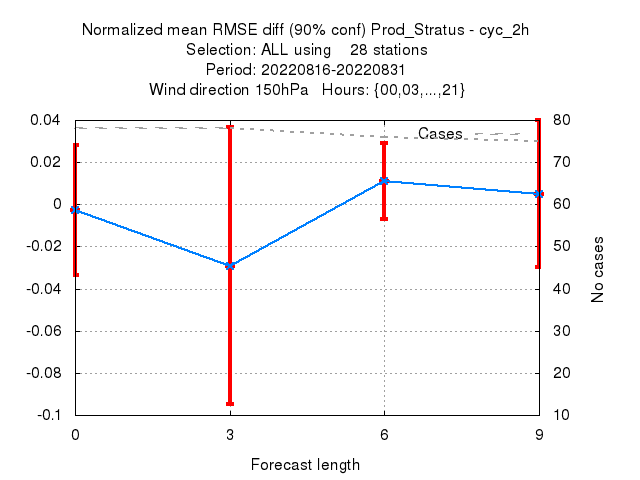 Normalized mean RMSE diff (90% conf) Prod_Stratus - cyc_2h
Selection: ALL using    28 stations
Period: 20220816-20220831
Wind direction 150hPa   Hours: {00,03,...,21}
0.04
0.02
0
-0.02
-0.04
-0.06
-0.08
-0.1
Cases
80
70
60
50
40
30
20
10
No cases
0 3 6 9
Forecast length